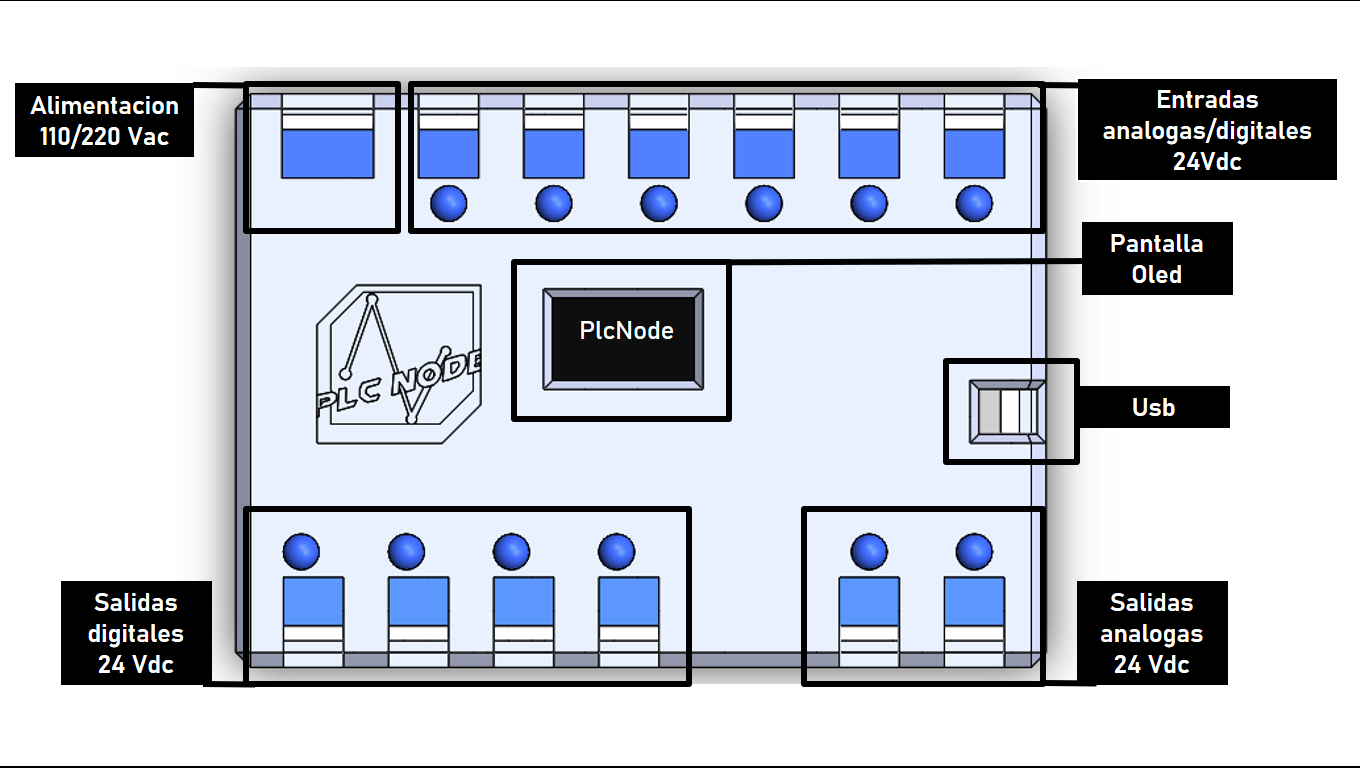 Alimentacion
110/220 Vac
Entradas
analogas/digitales
24Vdc
Pantalla
Oled
PlcNode
PLC NODE
Usb
Salidas
digitales
24 Vdc
Salidas
analogas
24 Vdc